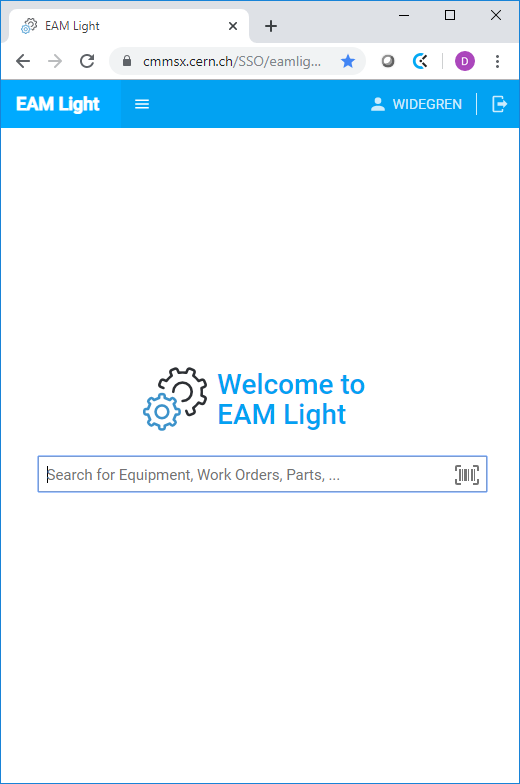 EAM Light
cmmsx.cern.ch/SSO/eamlig...
D
EAM Light
WIDEGREN
Welcome to
EAM Light
Search for Equipment, Work Orders, Parts, ...